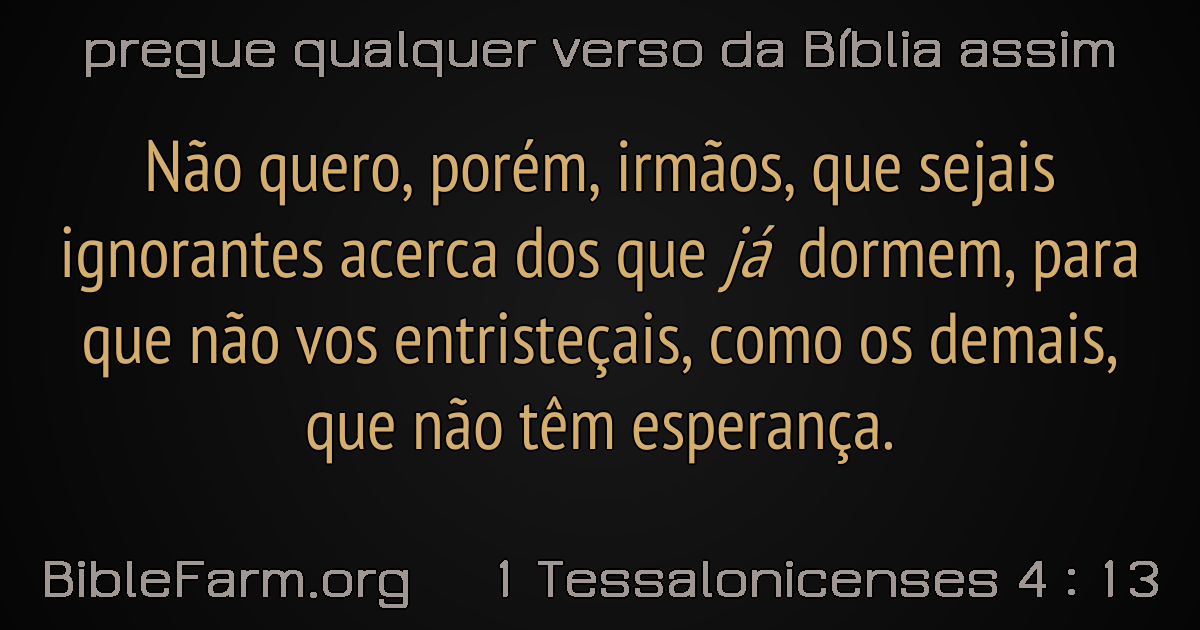 pregue qualquer verso da Bíblia assim
Não quero, porém, irmãos, que sejais
ignorantes acerca dos que já dormem, para
que não vos entristeçais, como os demais,
que não têm esperança.
BibleFarm.org 1 Tessalonicenses 4 : 13